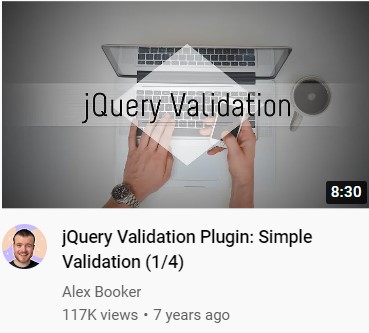 jQuery Validation
8:30
jQuery Validation Plugin: Simple
Validation (1/4)
Alex Booker
117K views • 7 years ago